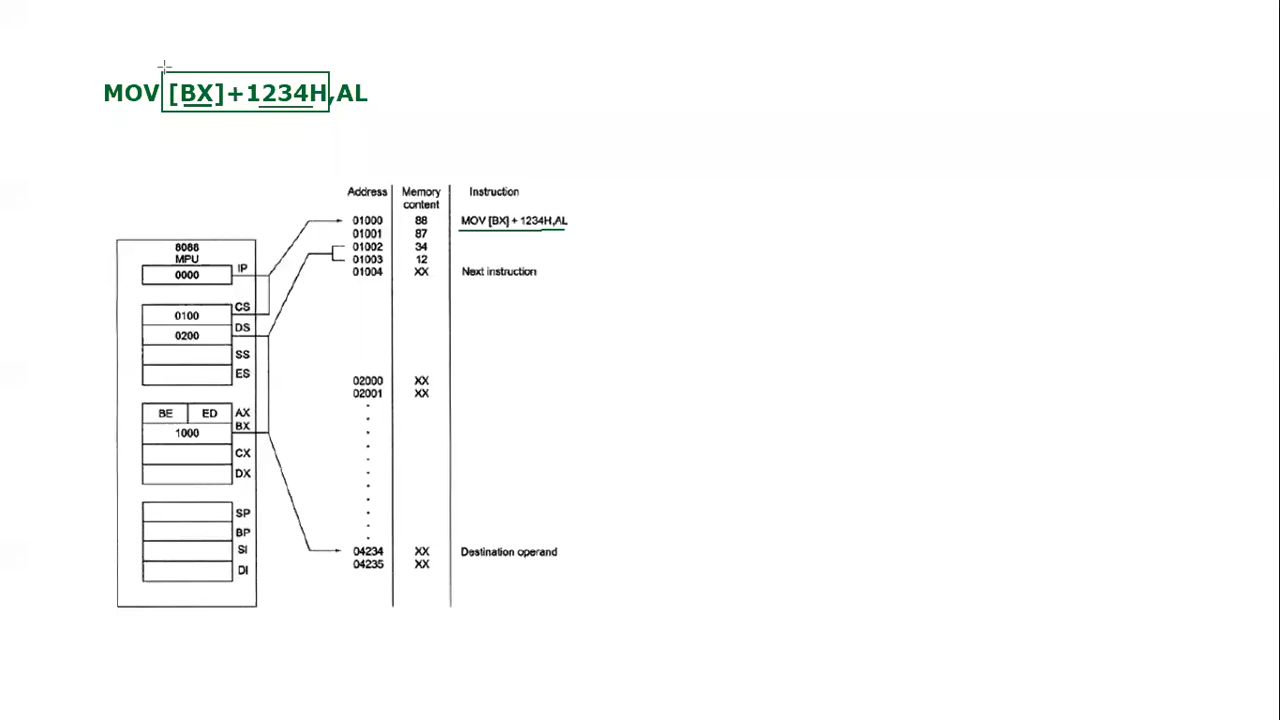 MOV [BX]+1234H,AL
Address Memory content Instruction
01000 88 MOV [BX] + 1234H,AL
01001 87
01002 34
01003 12
01004 XX Next instruction
8088
MPU
0000 IP
0100 CS
0200 DS
SS
ES
BE ED AX
1000 BX
CX
DX
SP
BP
SI
DI
02000 XX
02001 XX
04234 XX Destination operand
04235 XX